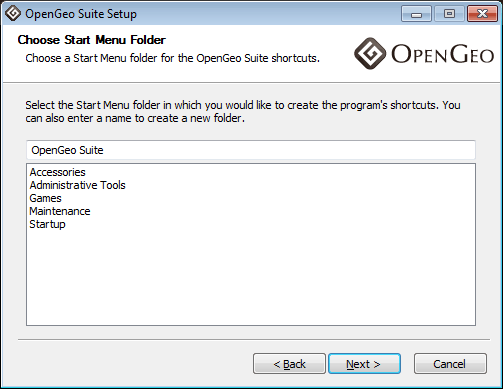 OpenGeo Suite Setup
Choose Start Menu Folder
Choose a Start Menu folder for the OpenGeo Suite shortcuts.
OPENGEO
Select the Start Menu folder in which you would like to create the program's shortcuts. You
can also enter a name to create a new folder.
OpenGeo Suite
Accessories
Administrative Tools
Games
Maintenance
Startup
< Back
Next >
Cancel